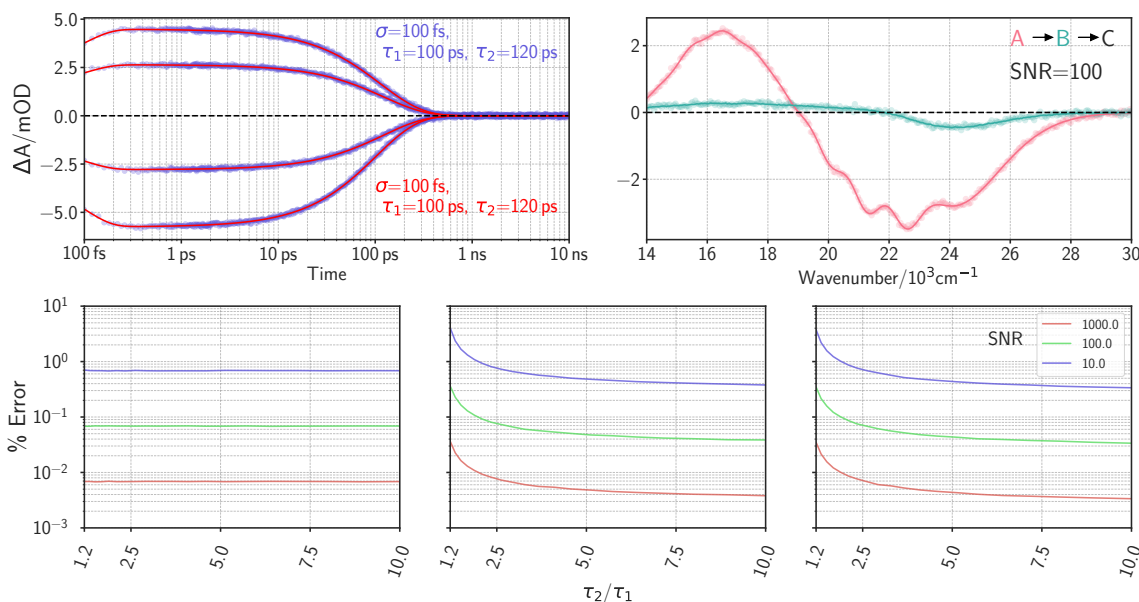 ΔA/mOD
5.0
2.5
0.0
−2.5
−5.0
σ=100 fs,
τ₁=100 ps, τ₂=120 ps
σ=100 fs,
τ₁=100 ps, τ₂=120 ps
100 fs 1 ps 10 ps 100 ps 1 ns 10 ns
Time
2
0
−2
A → B → C
SNR=100
14 16 18 20 22 24 26 28 30
Wavenumber/10³cm⁻¹
% Error
10¹
10⁰
10⁻¹
10⁻²
10⁻³
1.2 2.5 5.0 7.5 10.0
1.2 2.5 5.0 7.5 10.0
SNR
1000.0
100.0
10.0
1.2 2.5 5.0 7.5 10.0
τ₂/τ₁